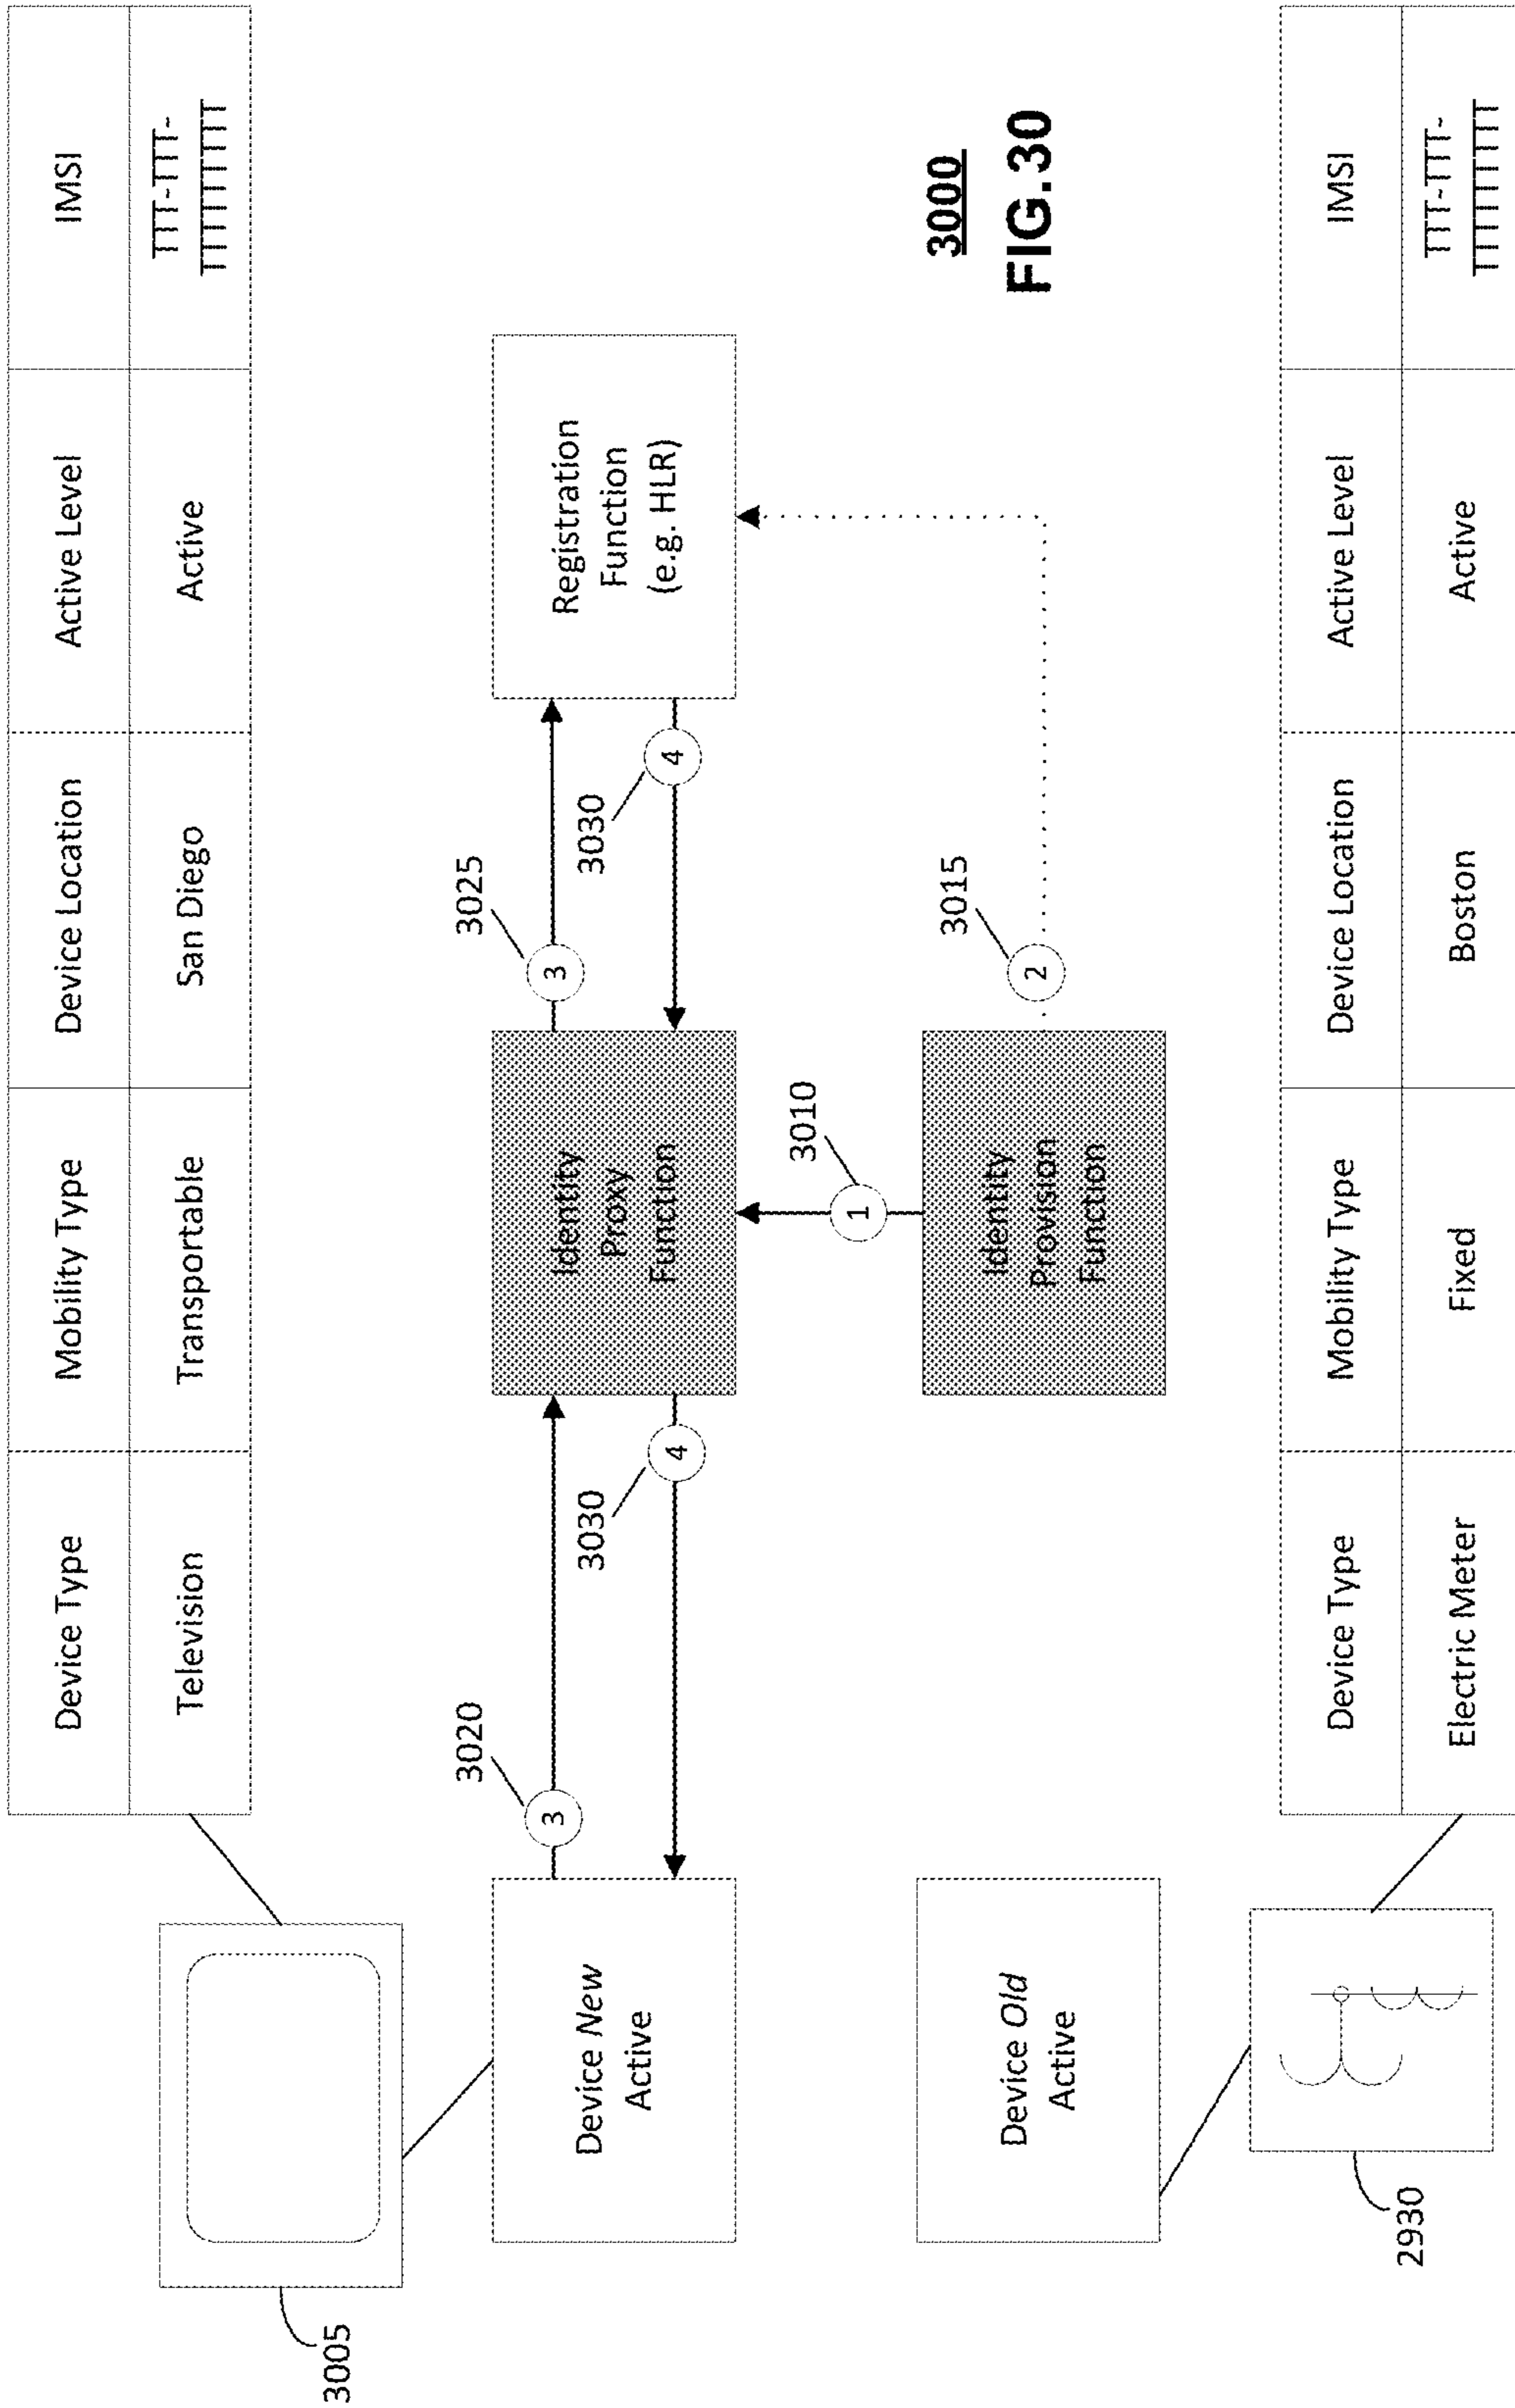 Device Type
Mobility Type
Device Location
Active Level
IMSI
Television
Transportable
San Diego
Active
TTT-TTT-
TTTTTTTTT
3005
Device New
Active
3020
3
3030
4
Identity
Proxy
Function
3025
3
3030
4
Registration
Function
(e.g. HLR)
3010
1
Device Old
Active
Identity
Provision
Function
3015
2
3000
FIG.30
2930
Device Type
Mobility Type
Device Location
Active Level
IMSI
Electric Meter
Fixed
Boston
Active
TTT-TTT-
TTTTTTTTT